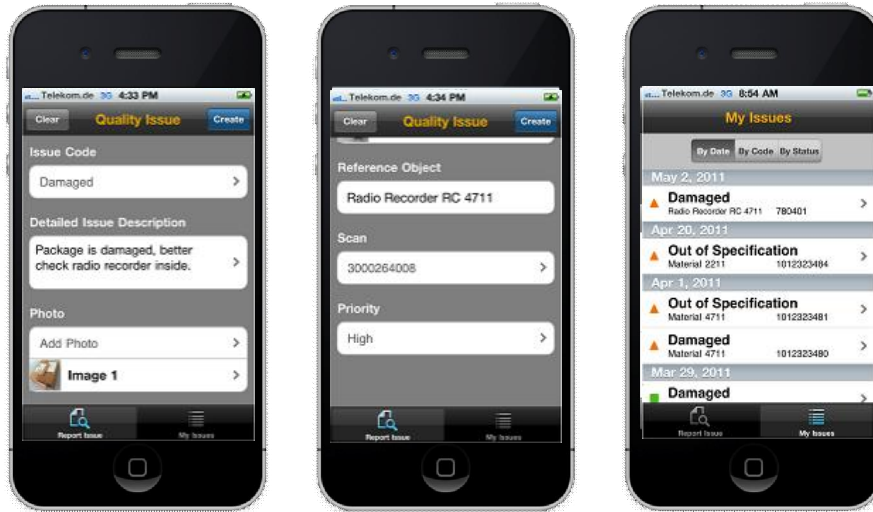 Telekom.de 3G 4:33 PM
Clear Quality Issue Create
Issue Code
Damaged
Detailed Issue Description
Package is damaged, better
check radio recorder inside.
Photo
Add Photo
Image 1
Report Issue My Issues
Telekom.de 3G 4:34 PM
Clear Quality Issue Create
Reference Object
Radio Recorder RC 4711
Scan
3000264008
Priority
High
Report Issue My Issues
Telekom.de 3G 8:54 AM
My Issues
By Date By Code By Status
May 2, 2011
Damaged
Radio Recorder RC 4711 780401
Apr 20, 2011
Out of Specification
Material 2211 1012323484
Apr 1, 2011
Out of Specification
Material 4711 1012323481
Damaged
Material 4711 1012323480
Mar 29, 2011
Damaged
Report Issue My Issues